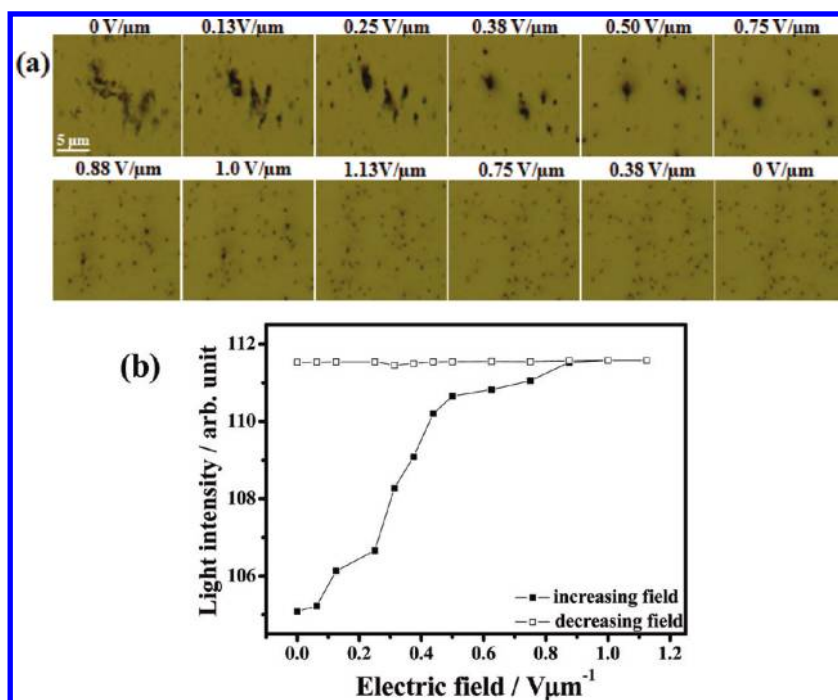 0 V/μm 0.13V/μm 0.25 V/μm 0.38 V/μm 0.50 V/μm 0.75 V/μm
(a)
5 μm
0.88 V/μm 1.0 V/μm 1.13V/μm 0.75 V/μm 0.38 V/μm 0 V/μm
(b)
112
110
108
106
Light intensity / arb. unit
increasing field
decreasing field
0.0 0.2 0.4 0.6 0.8 1.0 1.2
Electric field / Vμm⁻¹